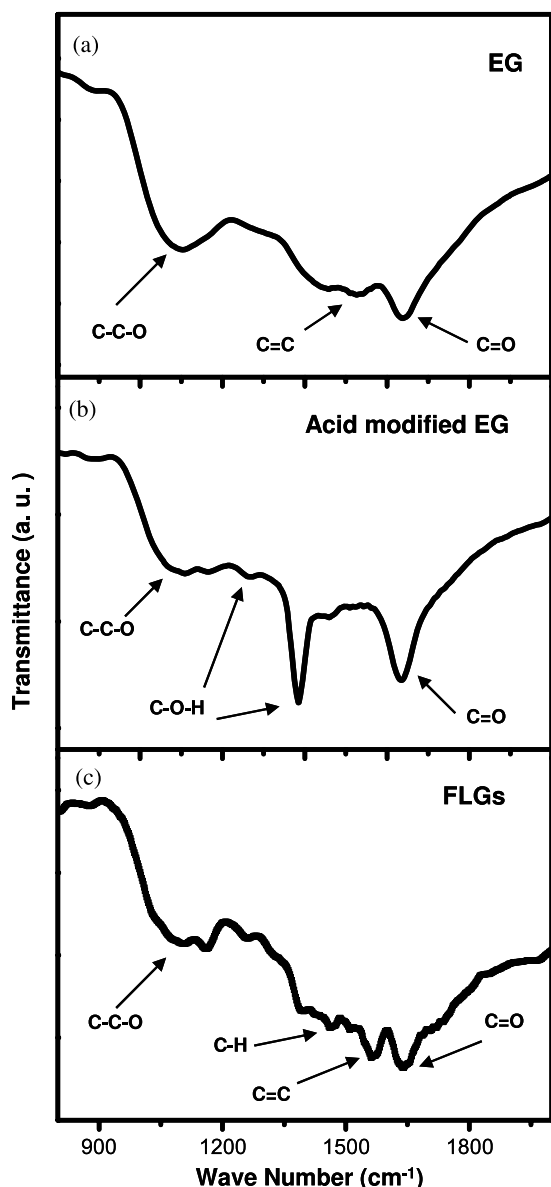 (a)
EG
C-C-O
C=C
C=O
(b)
Acid modified EG
C-C-O
C-O-H
C=O
(c)
FLGs
C-C-O
C-H
C=C
C=O
Transmittance (a. u.)
900 1200 1500 1800
Wave Number (cm⁻¹)